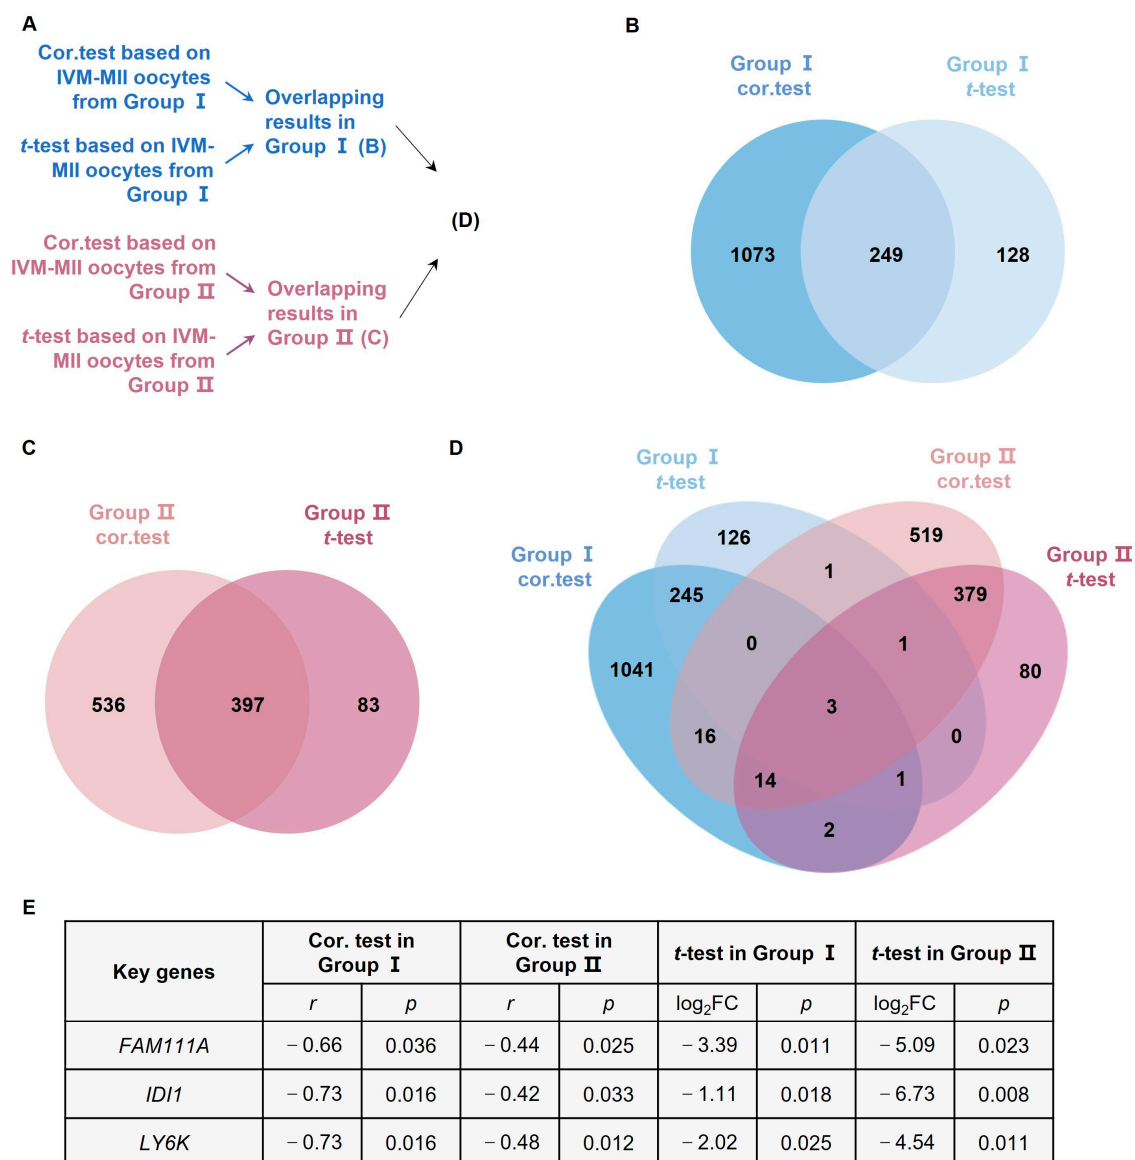 A
Cor.test based on
IVM-MII oocytes
from Group Ⅰ
t-test based on IVM-
MII oocytes from
Group Ⅰ
Overlapping
results in
Group Ⅰ (B)
Cor.test based on
IVM-MII oocytes from
Group Ⅱ
t-test based on IVM-
MII oocytes from
Group Ⅱ
Overlapping
results in
Group Ⅱ (C)
(D)
B
Group Ⅰ
cor.test
Group Ⅰ
t-test
1073
249
128
C
Group Ⅱ
cor.test
Group Ⅱ
t-test
536
397
83
D
Group Ⅰ
cor.test
Group Ⅰ
t-test
Group Ⅱ
cor.test
Group Ⅱ
t-test
126
519
1
245
379
0
1
1041
80
3
16
0
14
1
2
E
Key genes
Cor. test in
Group Ⅰ
Cor. test in
Group Ⅱ
t-test in Group Ⅰ
t-test in Group Ⅱ
r p r p log₂FC p log₂FC p
FAM111A −0.66 0.036 −0.44 0.025 −3.39 0.011 −5.09 0.023
IDI1 −0.73 0.016 −0.42 0.033 −1.11 0.018 −6.73 0.008
LY6K −0.73 0.016 −0.48 0.012 −2.02 0.025 −4.54 0.011